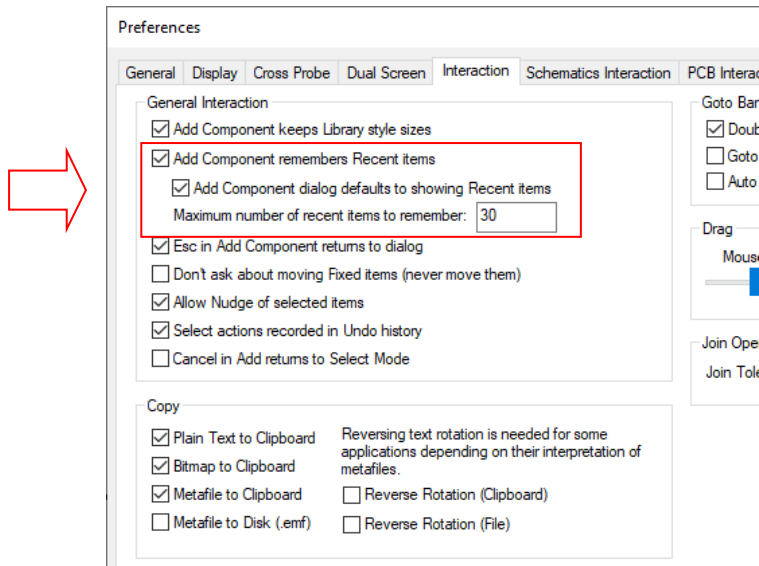 Preferences
General Display Cross Probe Dual Screen Interaction Schematics Interaction PCB Interac
General Interaction
Add Component keeps Library style sizes
Add Component remembers Recent items
Add Component dialog defaults to showing Recent items
Maximum number of recent items to remember: 30
Esc in Add Component returns to dialog
Don't ask about moving Fixed items (never move them)
Allow Nudge of selected items
Select actions recorded in Undo history
Cancel in Add returns to Select Mode
Goto Bar
Doub
Goto
Auto
Drag
Mouse
Join Ope
Join Tole
Copy
Plain Text to Clipboard
Bitmap to Clipboard
Metafile to Clipboard
Metafile to Disk (.emf)
Reversing text rotation is needed for some
applications depending on their interpretation of
metafiles.
Reverse Rotation (Clipboard)
Reverse Rotation (File)